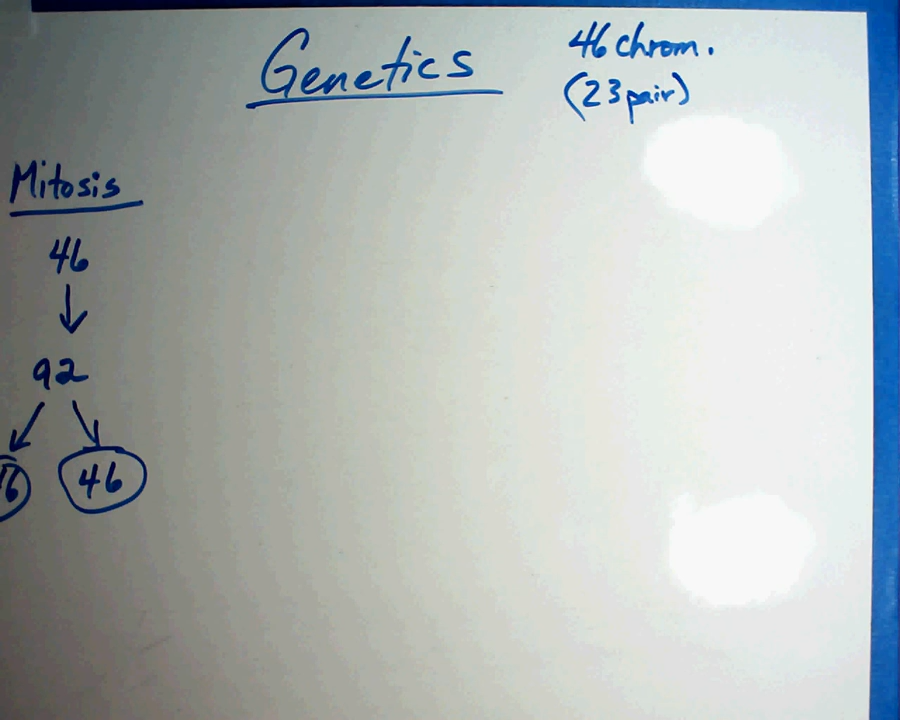 Genetics
46 chrom.
(23 pair)
Mitosis
46
92
46